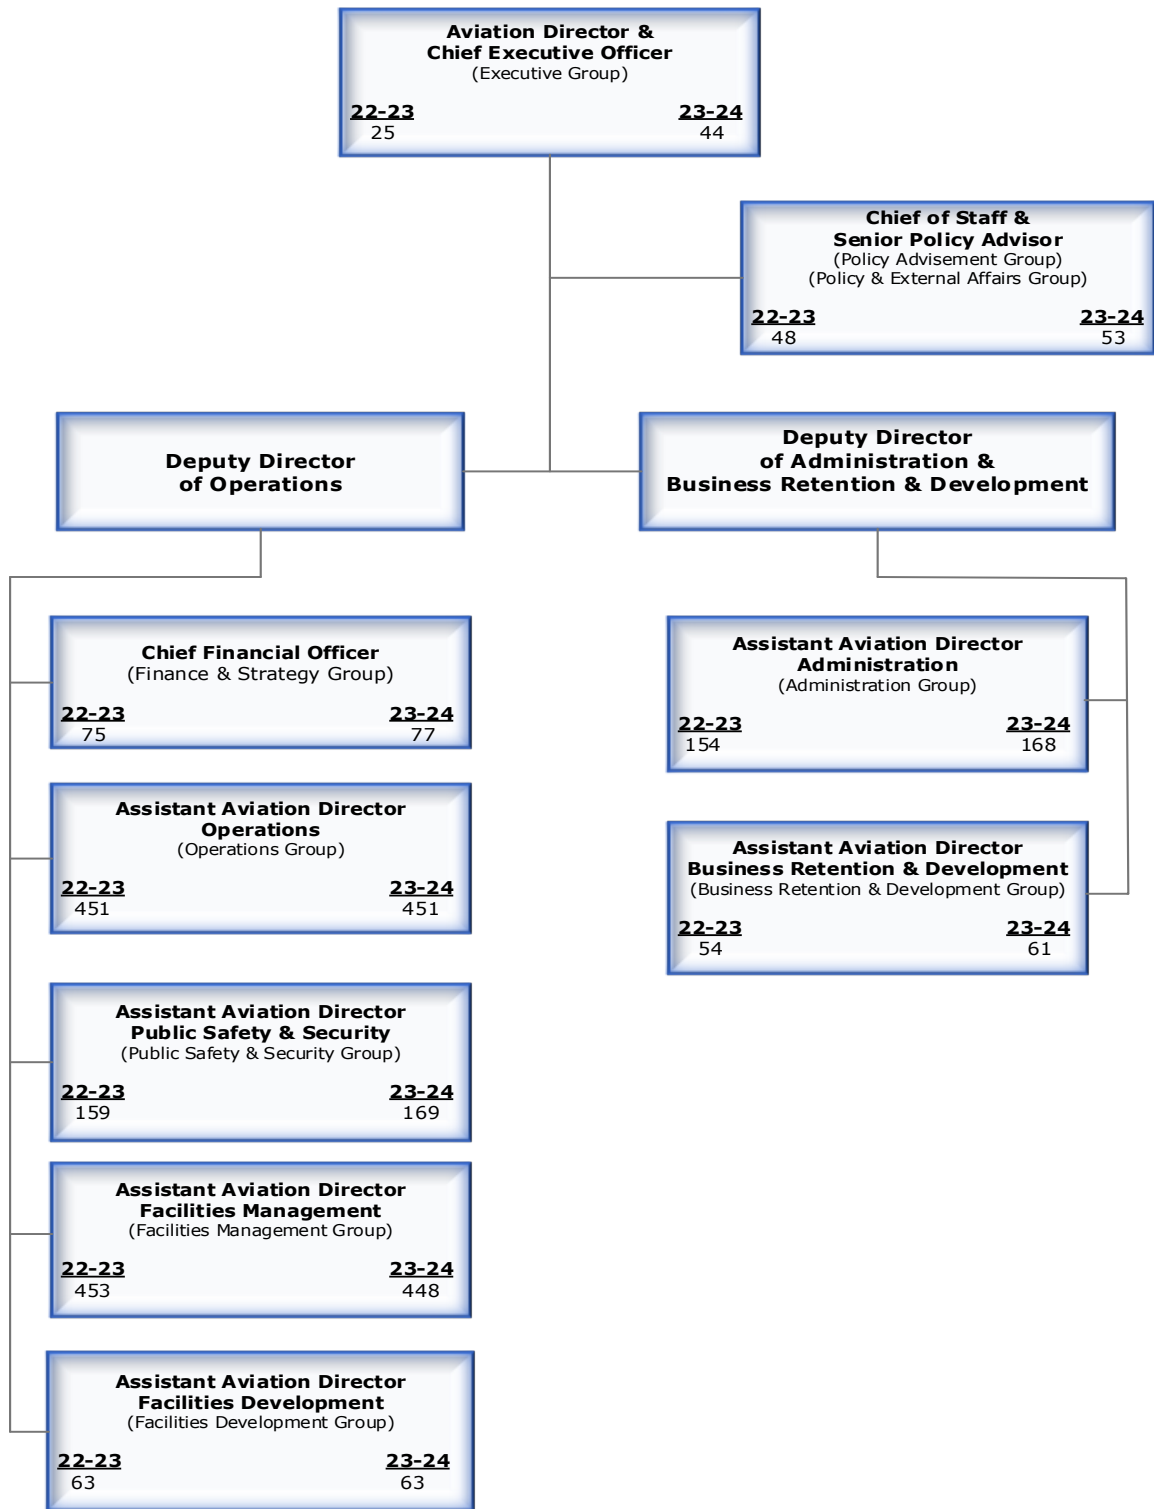 Aviation Director &
Chief Executive Officer
(Executive Group)
22-23 23-24
25 44
Chief of Staff &
Senior Policy Advisor
(Policy Advisement Group)
(Policy & External Affairs Group)
22-23 23-24
48 53
Deputy Director
of Operations
Deputy Director
of Administration &
Business Retention & Development
Chief Financial Officer
(Finance & Strategy Group)
22-23 23-24
75 77
Assistant Aviation Director
Operations
(Operations Group)
22-23 23-24
451 451
Assistant Aviation Director
Public Safety & Security
(Public Safety & Security Group)
22-23 23-24
159 169
Assistant Aviation Director
Facilities Management
(Facilities Management Group)
22-23 23-24
453 448
Assistant Aviation Director
Facilities Development
(Facilities Development Group)
22-23 23-24
63 63
Assistant Aviation Director
Administration
(Administration Group)
22-23 23-24
154 168
Assistant Aviation Director
Business Retention & Development
(Business Retention & Development Group)
22-23 23-24
54 61